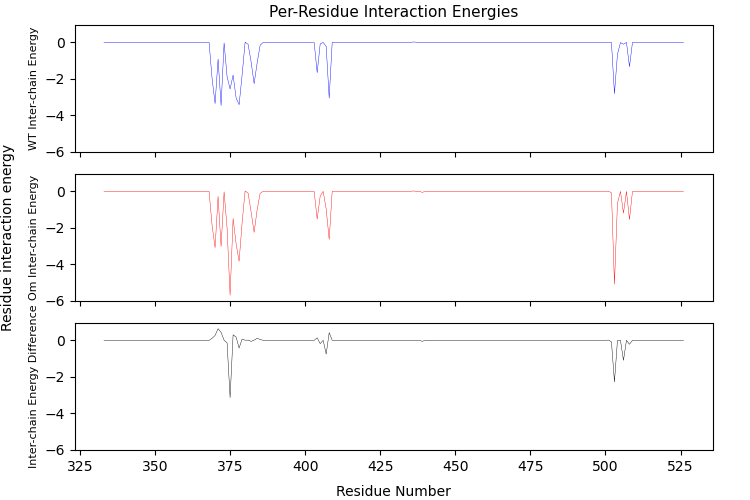 Per-Residue Interaction Energies
Residue interaction energy
WT Inter-chain Energy
0
−2
−4
−6
Om Inter-chain Energy
0
−2
−4
−6
Inter-chain Energy Difference
0
−2
−4
−6
325 350 375 400 425 450 475 500 525
Residue Number